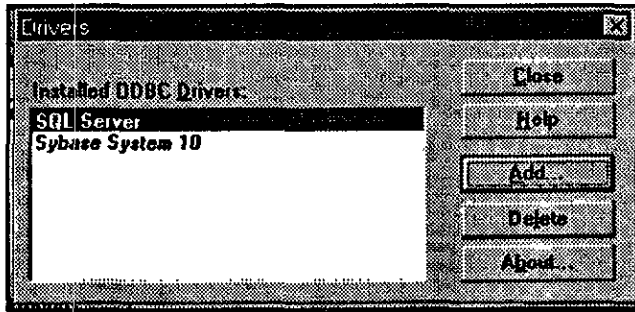 Drivers
Installed ODBC Drivers:
SQL Server
Sybase System 10
Close
Help
Add...
Delete
About...